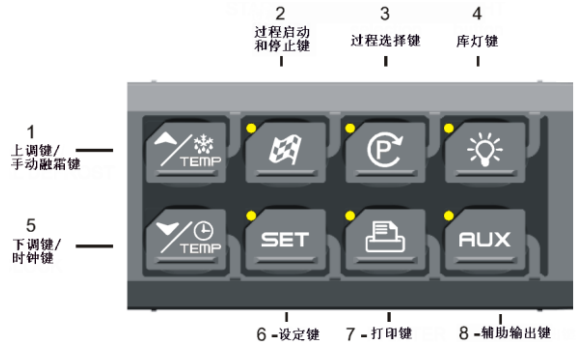 2
过程启动
和停止键
3
过程选择键
4
库灯键
1
上调键/
手动融霜键
TEMP
P
5
下调键/
时钟键
TEMP
SET
AUX
6 -设定键
7 -打印键
8 -辅助输出键